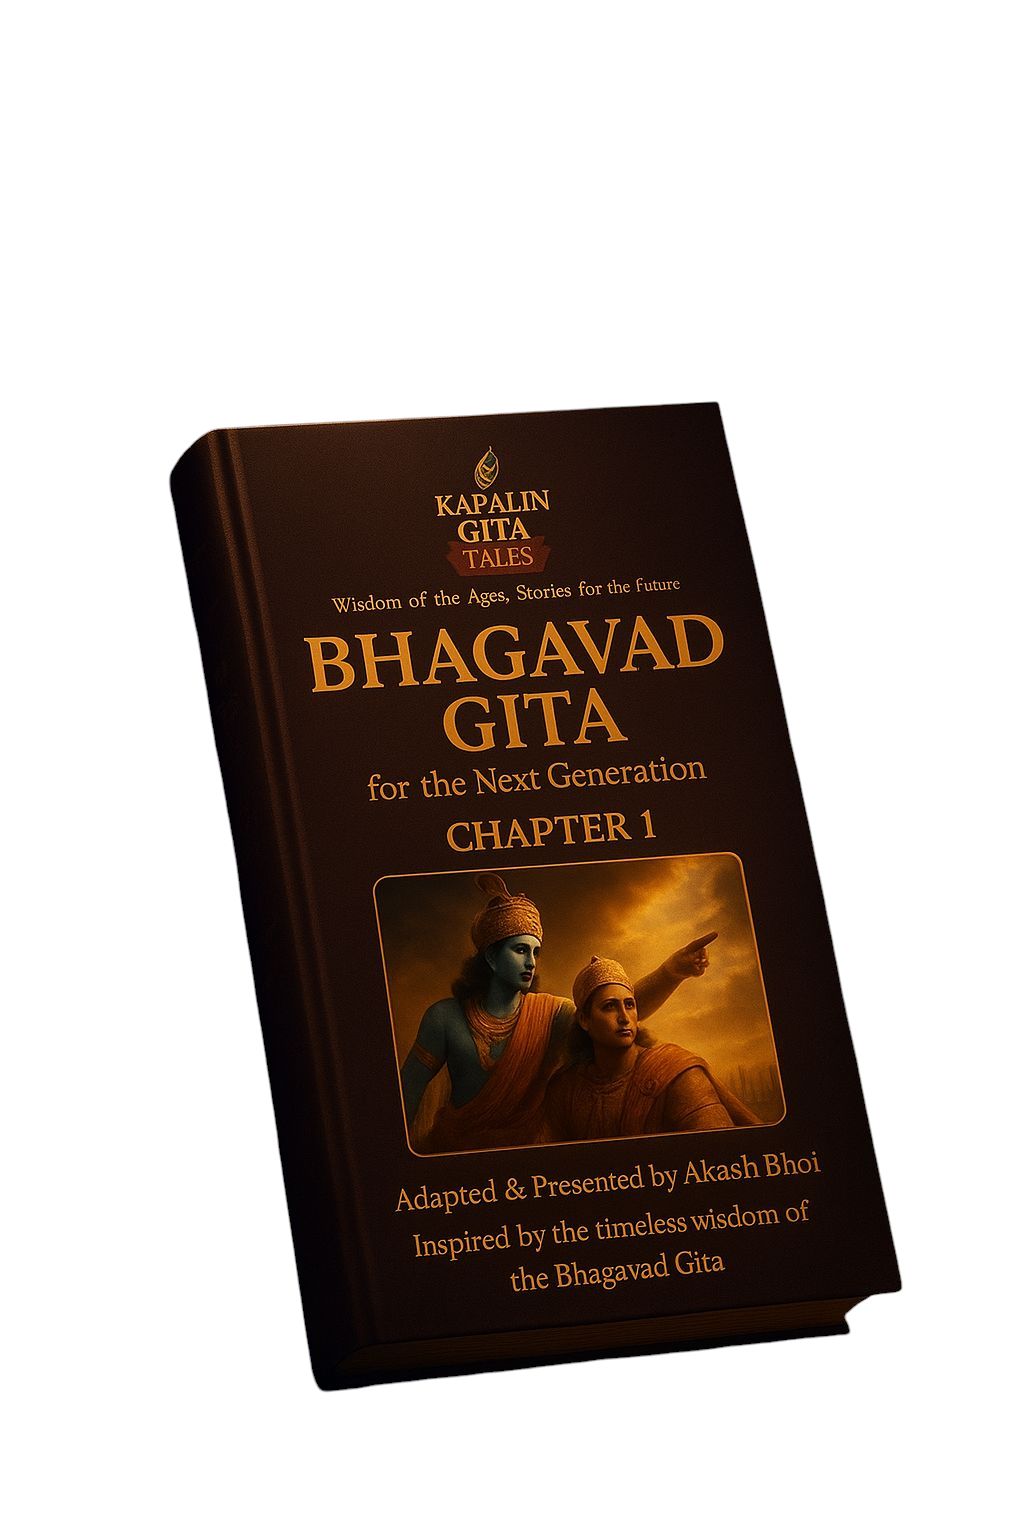 KAPALIN
GITA
TALES
Wisdom of the Ages, Stories for the Future
BHAGAVAD
GITA
for the Next Generation
CHAPTER 1
Adapted & Presented by Akash Bhoi
Inspired by the timeless wisdom of
the Bhagavad Gita